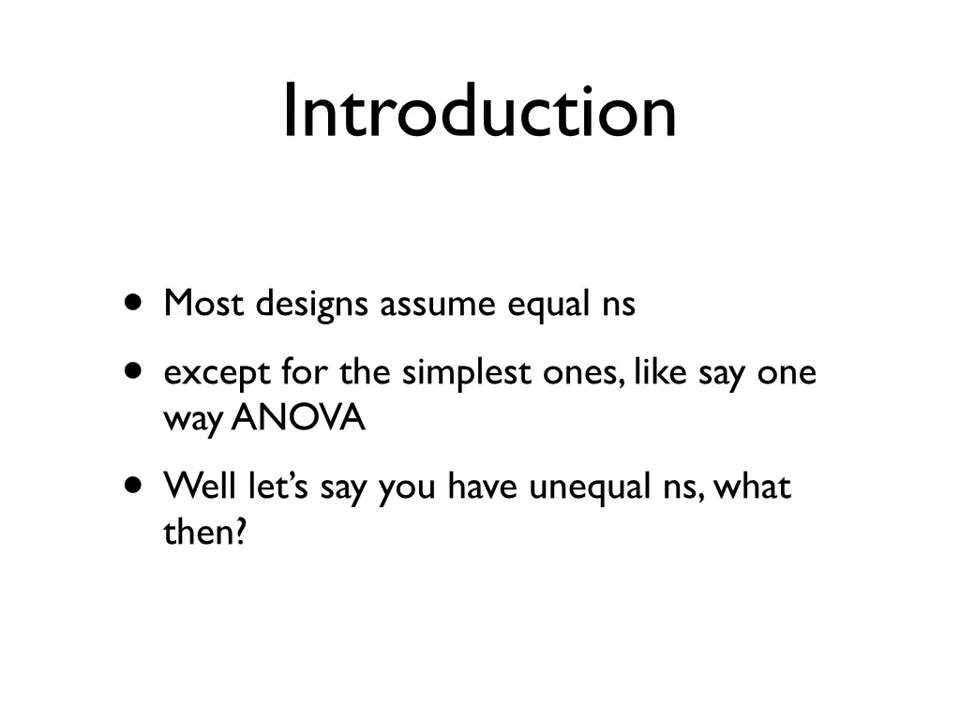 Introduction
• Most designs assume equal ns
• except for the simplest ones, like say one
way ANOVA
• Well let’s say you have unequal ns, what
then?